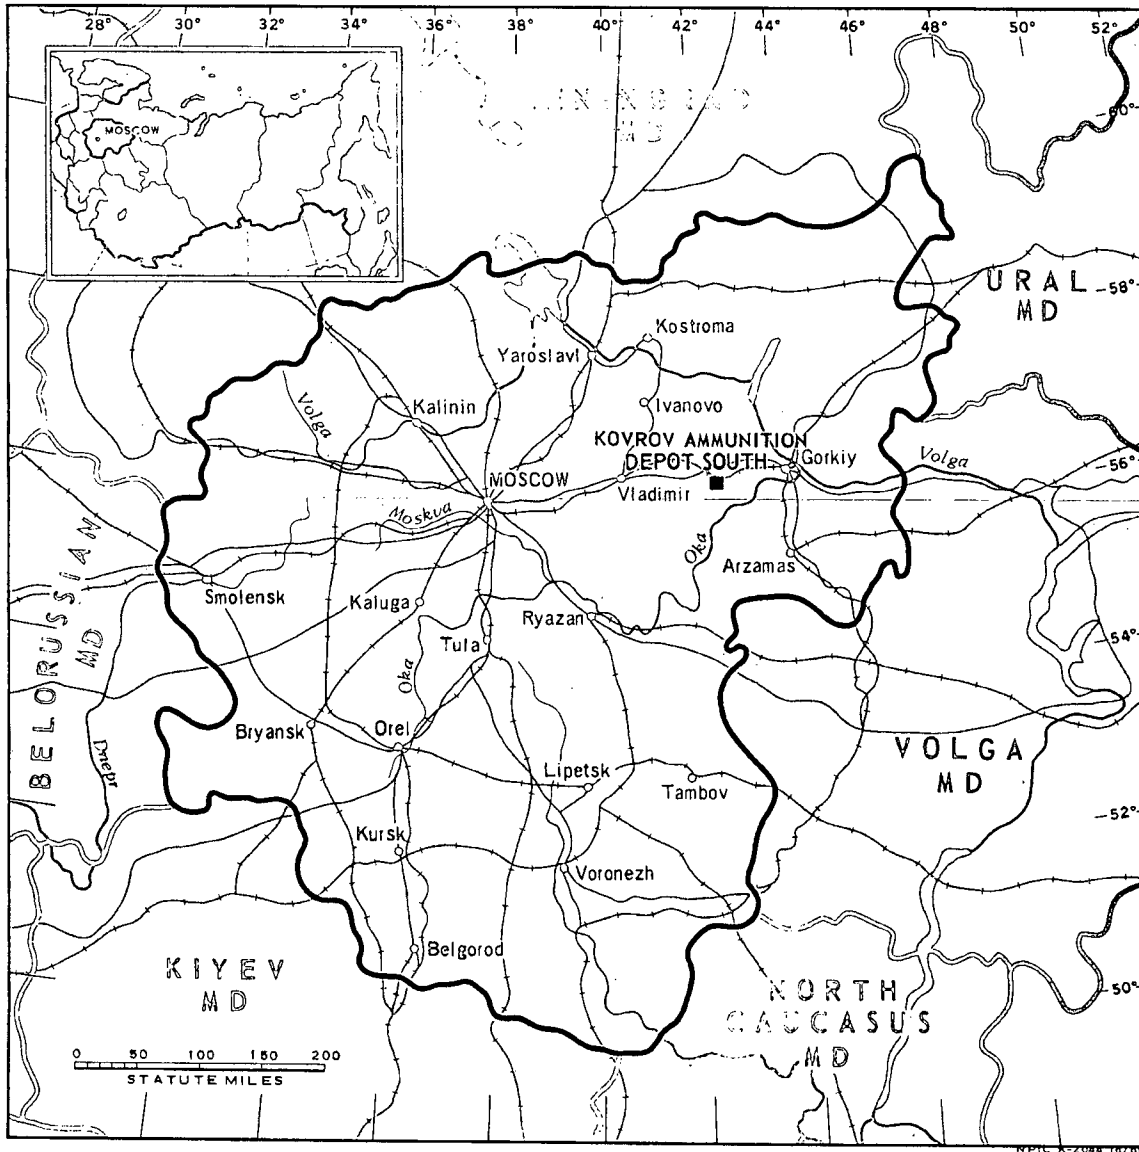 28° 30° 32° 34° 36° 38° 40° 42° 44° 46° 48° 50° 52°
MOSCOW
MD
60°
URAL
MD
58°
Kostroma
Yaroslavl
Volga
Kalinin
Ivanovo
KOVROV AMMUNITION
DEPOT SOUTH
Gorkiy
Volga
56°
MOSCOW
Vladimir
Moskva
Oka
Arzamas
BELORUSSIAN
MD
Smolensk
Kaluga
Ryazan
Tula
54°
Oka
Bryansk
Orel
Dnepr
VOLGA
MD
Lipetsk
Tambov
52°
Kursk
Voronezh
Belgorod
KIYEV
MD
50°
NORTH
CAUCASUS
MD
0 50 100 150 200
STATUTE MILES